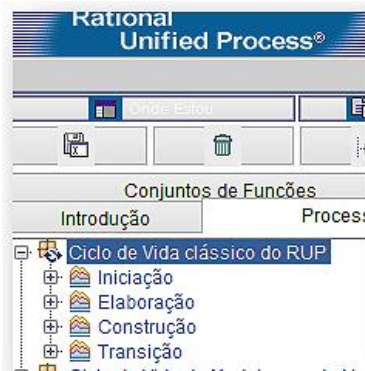 Rational
Unified Process®
Onde Estou
Conjuntos de Funções
Introdução
Process
Ciclo de Vida clássico do RUP
Iniciação
Elaboração
Construção
Transição